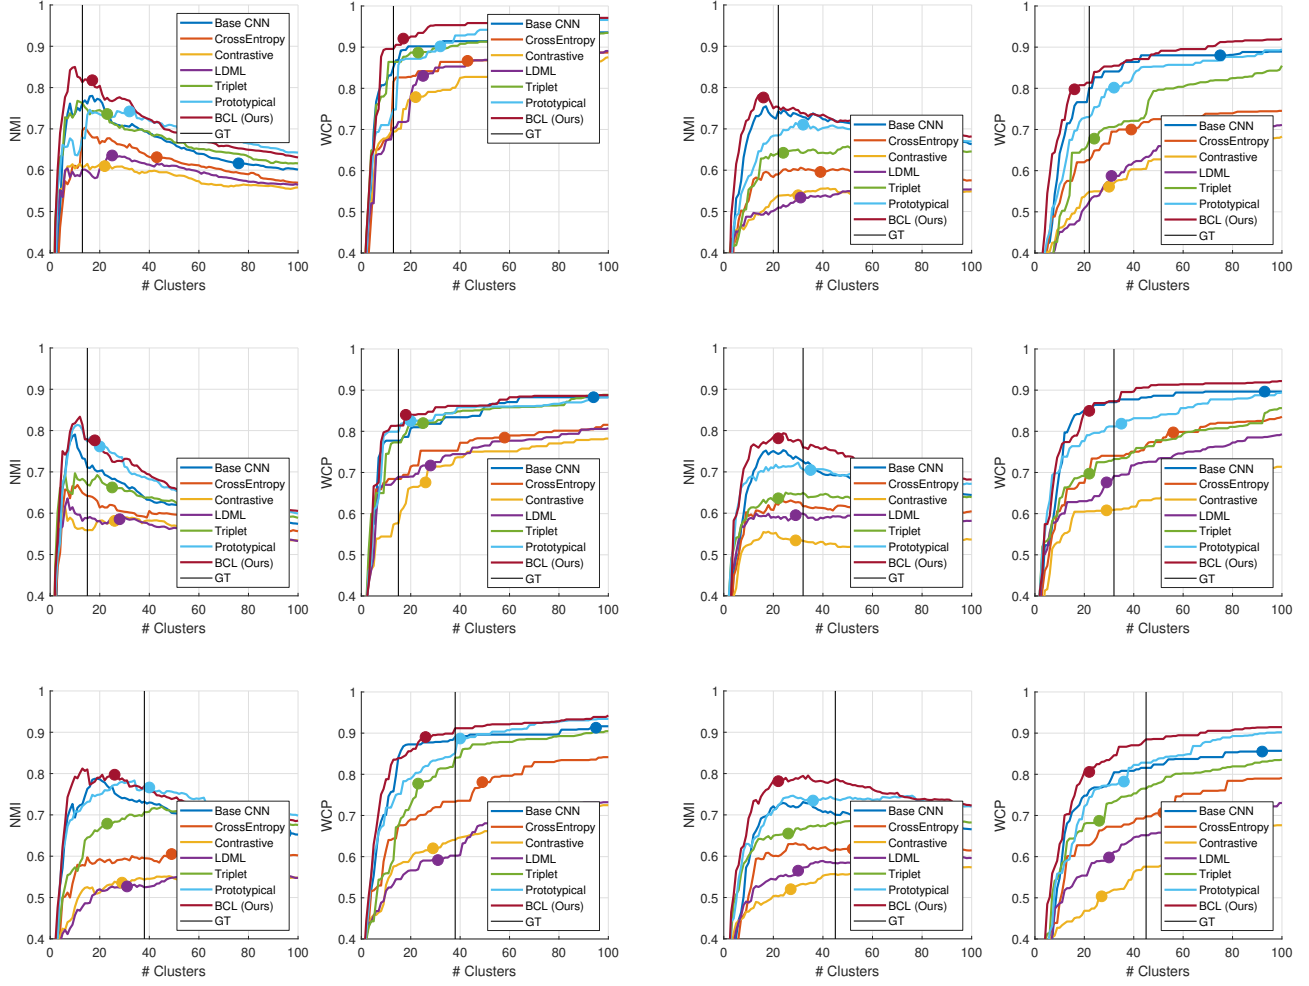 1
0.9
0.8
0.7
0.6
0.5
0.4
NMI
Base CNN
CrossEntropy
Contrastive
LDML
Triplet
Prototypical
BCL (Ours)
GT
0 20 40 60 80 100
# Clusters
1
0.9
0.8
0.7
0.6
0.5
0.4
WCP
Base CNN
CrossEntropy
Contrastive
LDML
Triplet
Prototypical
BCL (Ours)
GT
0 20 40 60 80 100
# Clusters
1
0.9
0.8
0.7
0.6
0.5
0.4
NMI
Base CNN
CrossEntropy
Contrastive
LDML
Triplet
Prototypical
BCL (Ours)
GT
0 20 40 60 80 100
# Clusters
1
0.9
0.8
0.7
0.6
0.5
0.4
WCP
Base CNN
CrossEntropy
Contrastive
LDML
Triplet
Prototypical
BCL (Ours)
GT
0 20 40 60 80 100
# Clusters
1
0.9
0.8
0.7
0.6
0.5
0.4
NMI
Base CNN
CrossEntropy
Contrastive
LDML
Triplet
Prototypical
BCL (Ours)
GT
0 20 40 60 80 100
# Clusters
1
0.9
0.8
0.7
0.6
0.5
0.4
WCP
Base CNN
CrossEntropy
Contrastive
LDML
Triplet
Prototypical
BCL (Ours)
GT
0 20 40 60 80 100
# Clusters
1
0.9
0.8
0.7
0.6
0.5
0.4
NMI
Base CNN
CrossEntropy
Contrastive
LDML
Triplet
Prototypical
BCL (Ours)
GT
0 20 40 60 80 100
# Clusters
1
0.9
0.8
0.7
0.6
0.5
0.4
WCP
Base CNN
CrossEntropy
Contrastive
LDML
Triplet
Prototypical
BCL (Ours)
GT
0 20 40 60 80 100
# Clusters
1
0.9
0.8
0.7
0.6
0.5
0.4
NMI
Base CNN
CrossEntropy
Contrastive
LDML
Triplet
Prototypical
BCL (Ours)
GT
0 20 40 60 80 100
# Clusters
1
0.9
0.8
0.7
0.6
0.5
0.4
WCP
Base CNN
CrossEntropy
Contrastive
LDML
Triplet
Prototypical
BCL (Ours)
GT
0 20 40 60 80 100
# Clusters
1
0.9
0.8
0.7
0.6
0.5
0.4
NMI
Base CNN
CrossEntropy
Contrastive
LDML
Triplet
Prototypical
BCL (Ours)
GT
0 20 40 60 80 100
# Clusters
1
0.9
0.8
0.7
0.6
0.5
0.4
WCP
Base CNN
CrossEntropy
Contrastive
LDML
Triplet
Prototypical
BCL (Ours)
GT
0 20 40 60 80 100
# Clusters